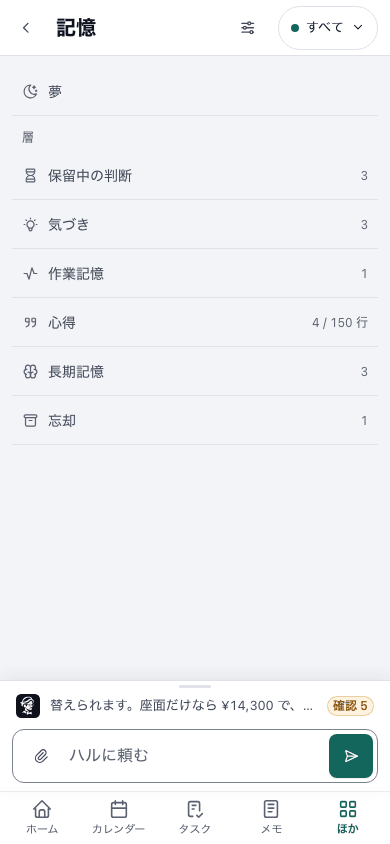 記憶
すべて
夢
層
保留中の判断 3
気づき 3
作業記憶 1
心得 4 / 150 行
長期記憶 3
忘却 1
替えられます。座面だけなら ¥14,300 で、…
確認 5
ハルに頼む
ホーム カレンダー タスク メモ ほか